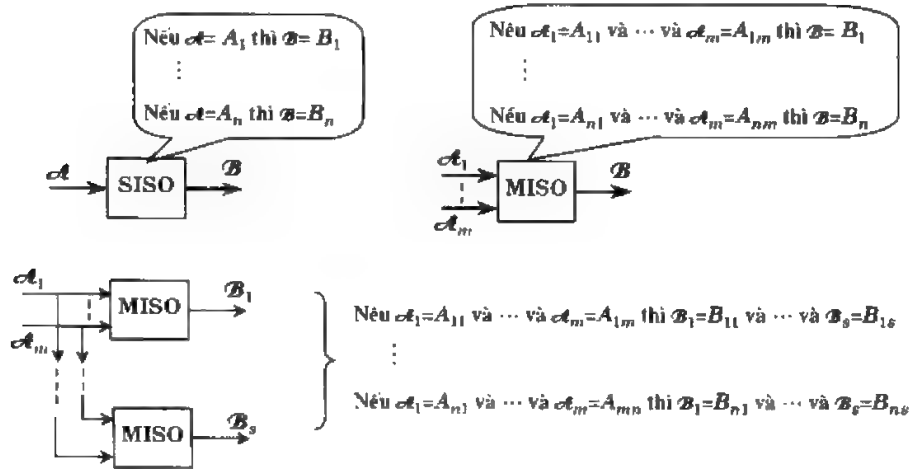 Nếu 𝒜= A₁ thì ℬ= B₁
⋮
Nếu 𝒜=Aₙ thì ℬ=Bₙ
𝒜 SISO ℬ
Nêu 𝒜₁=A₁₁ và ··· và 𝒜ₘ=A₁ₘ thì ℬ= B₁
⋮
Nếu 𝒜₁=Aₙ₁ và ··· và 𝒜ₘ=Aₙₘ thì ℬ=Bₙ
𝒜₁
MISO ℬ
𝒜ₘ
𝒜₁
MISO ℬ₁
𝒜ₘ
MISO ℬₛ
Nêu 𝒜₁=A₁₁ và ··· và 𝒜ₘ=A₁ₘ thì ℬ₁=B₁₁ và ··· và ℬₛ=B₁ₛ
⋮
Nếu 𝒜₁=Aₙ₁ và ··· và 𝒜ₘ=Aₘₙ thì ℬ₁=Bₙ₁ và ··· và ℬₛ=Bₙₛ